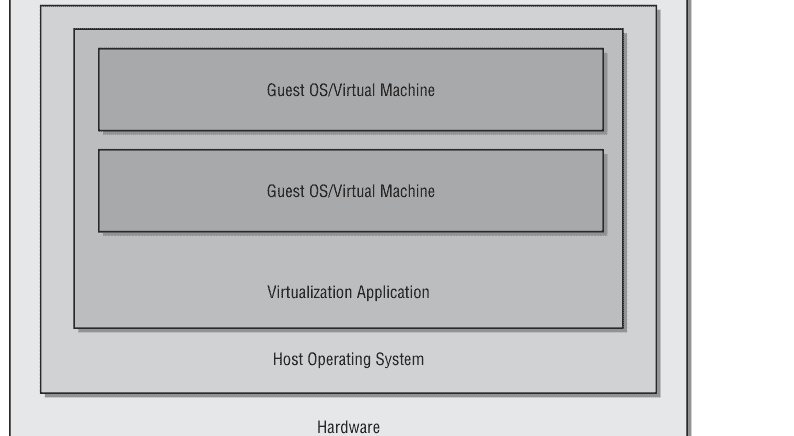 Guest OS/Virtual Machine
Guest OS/Virtual Machine
Virtualization Application
Host Operating System
Hardware